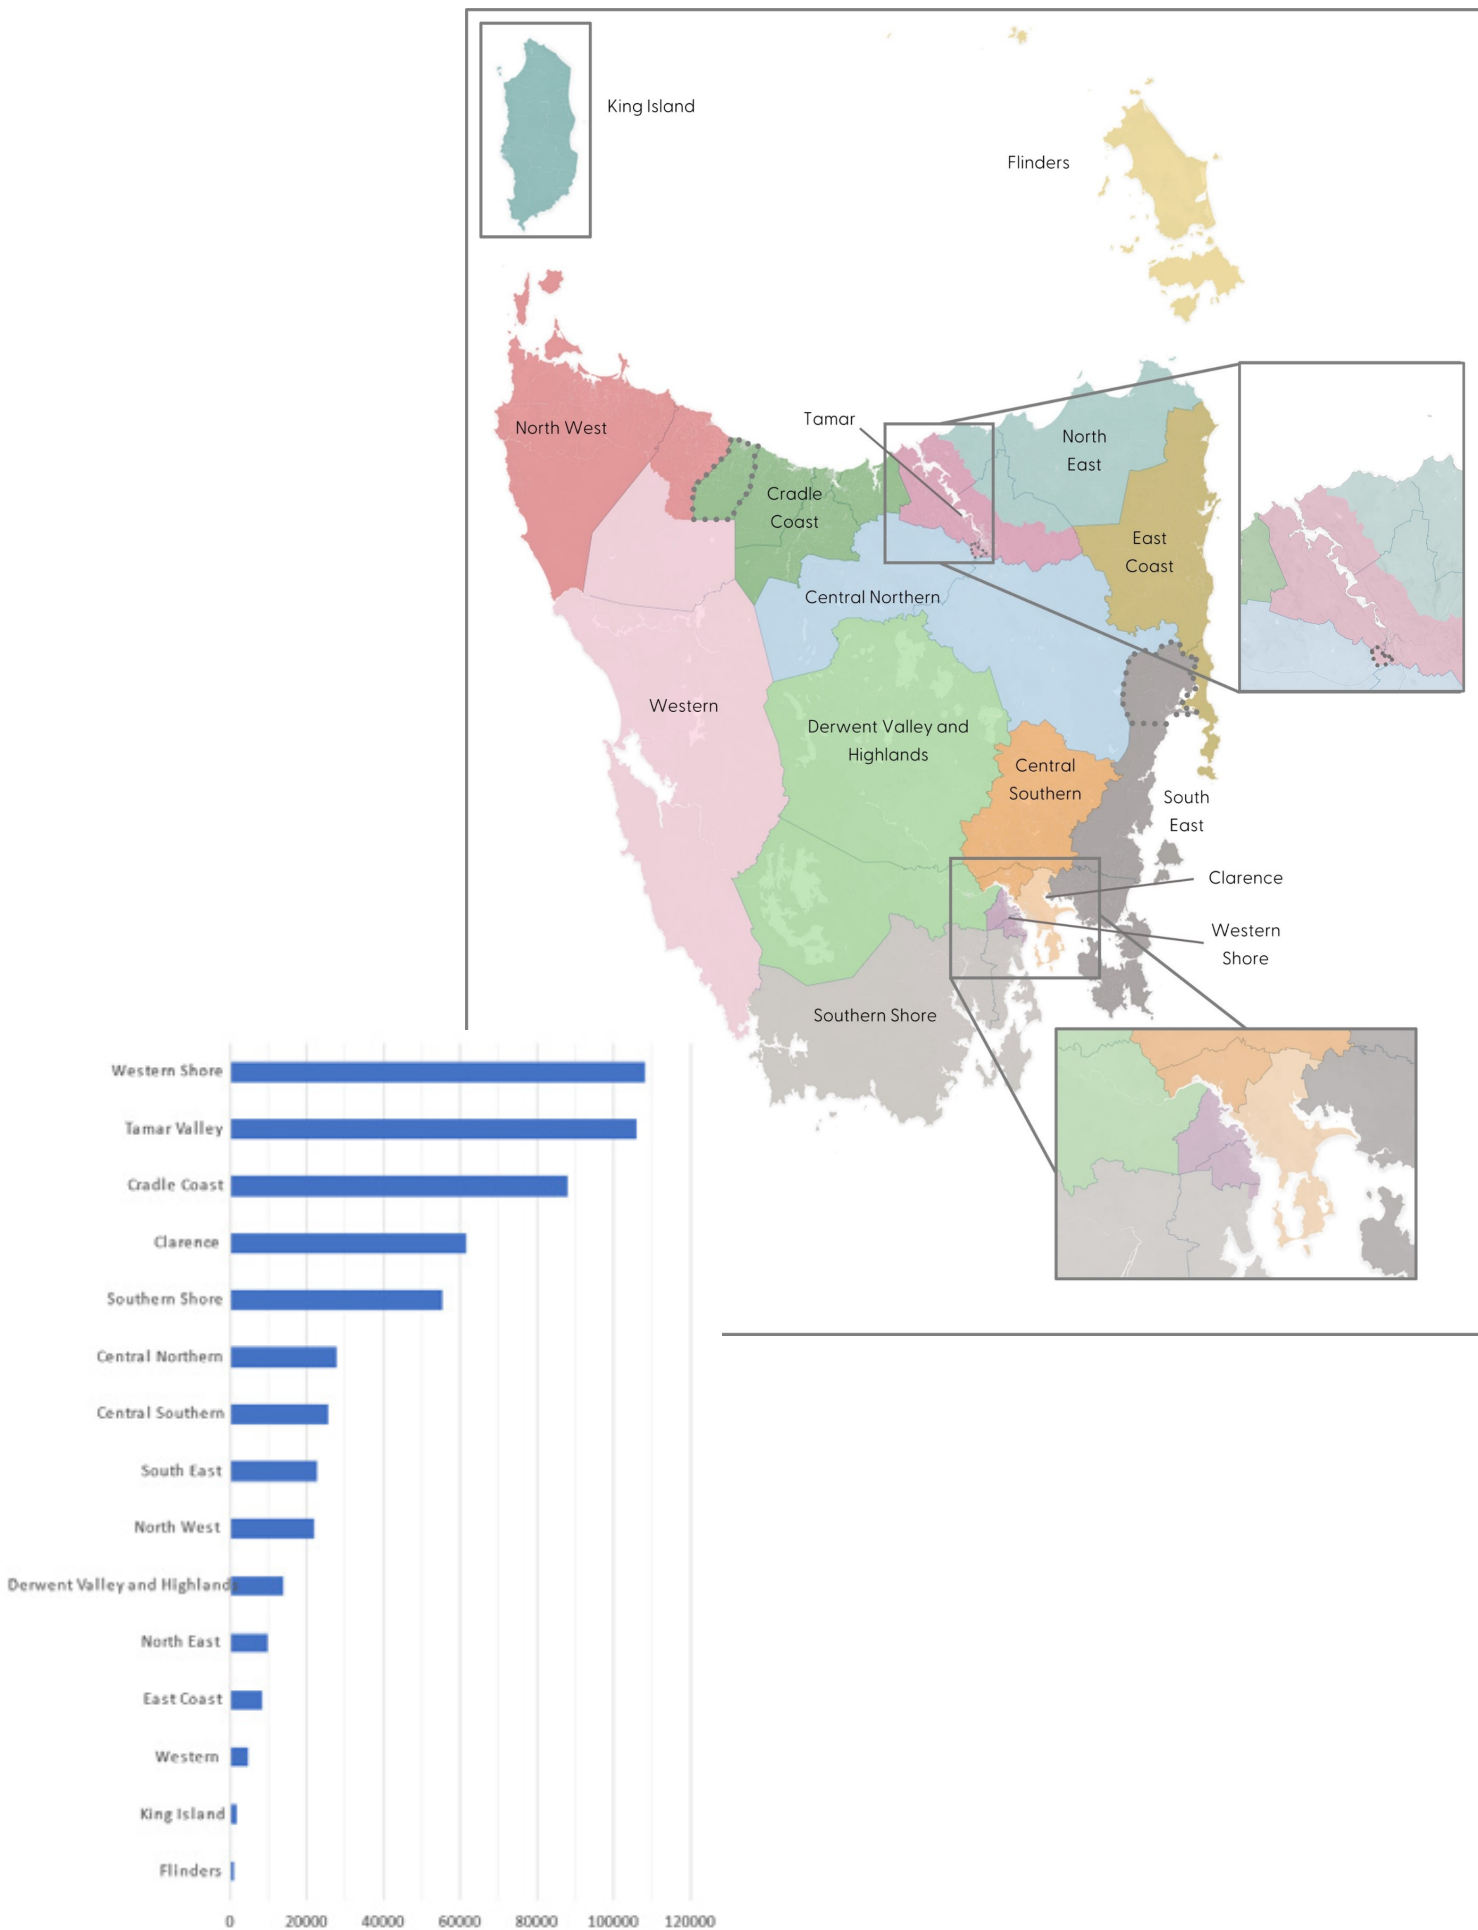 King Island
Flinders
Tamar
North West
North
East
Cradle
Coast
East
Coast
Central Northern
Western
Derwent Valley and
Highlands
Central
Southern
South
East
Clarence
Western
Shore
Southern Shore
Western Shore
Tamar Valley
Cradle Coast
Clarence
Southern Shore
Central Northern
Central Southern
South East
North West
Derwent Valley and Highlands
North East
East Coast
Western
King Island
Flinders
0 20000 40000 60000 80000 100000 120000